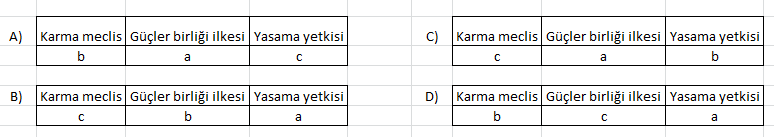 A) Karma meclis Güçler birliği ilkesi Yasama yetkisi
b a c
C) Karma meclis Güçler birliği ilkesi Yasama yetkisi
c a b
B) Karma meclis Güçler birliği ilkesi Yasama yetkisi
c b a
D) Karma meclis Güçler birliği ilkesi Yasama yetkisi
b c a